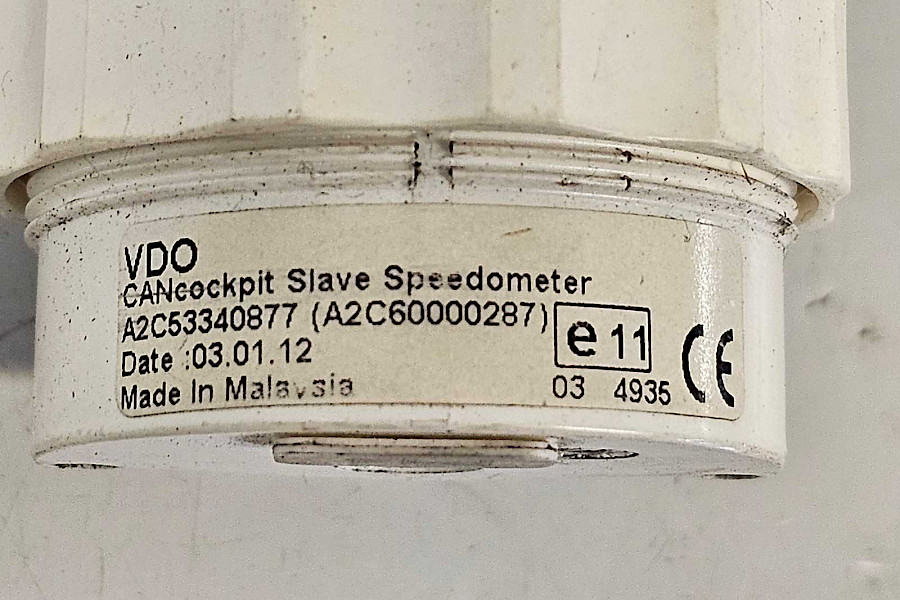 VDO
CANcockpit Slave Speedometer
A2C53340877 (A2C60000287)
Date :03.01.12
Made In Malaysia
e 11
03 4935
CE